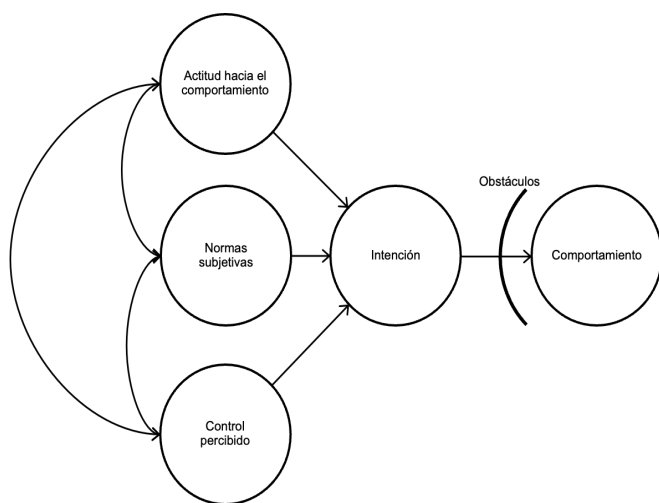 Actitud hacia el
comportamiento
Obstáculos
Normas
subjetivas
Intención
Comportamiento
Control
percibido